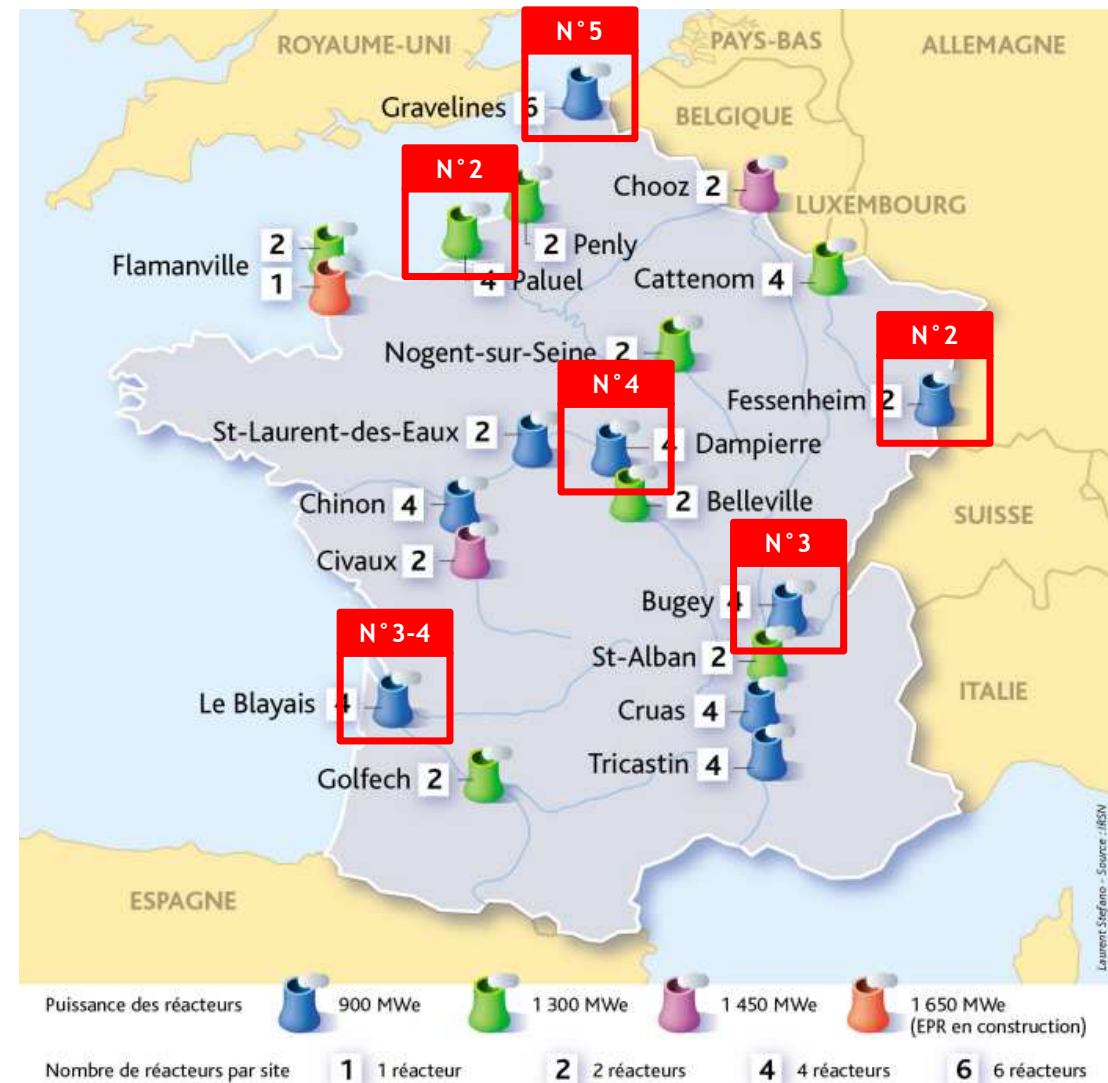 N°5
ROYAUME-UNI
PAYS-BAS
ALLEMAGNE
Gravelines 6
BELGIQUE
N°2
Chooz 2
LUXEMBOURG
2
2 Penly
Flamanville
1
4 Paluel
Cattenom 4
N°2
Nogent-sur-Seine 2
N°4
Fessenheim 2
St-Laurent-des-Eaux 2
4 Dampierre
Chinon 4
2 Belleville
SUISSE
N°3
Civaux 2
Bugey 4
N°3-4
St-Alban 2
ITALIE
Le Blayais 4
Cruas 4
Golfech 2
Tricastin 4
Laurent Stefano - Source : IRSN
ESPAGNE
Puissance des réacteurs
900 MWe
1 300 MWe
1 450 MWe
1 650 MWe
(EPR en construction)
Nombre de réacteurs par site
1 1 réacteur
2 2 réacteurs
4 4 réacteurs
6 6 réacteurs